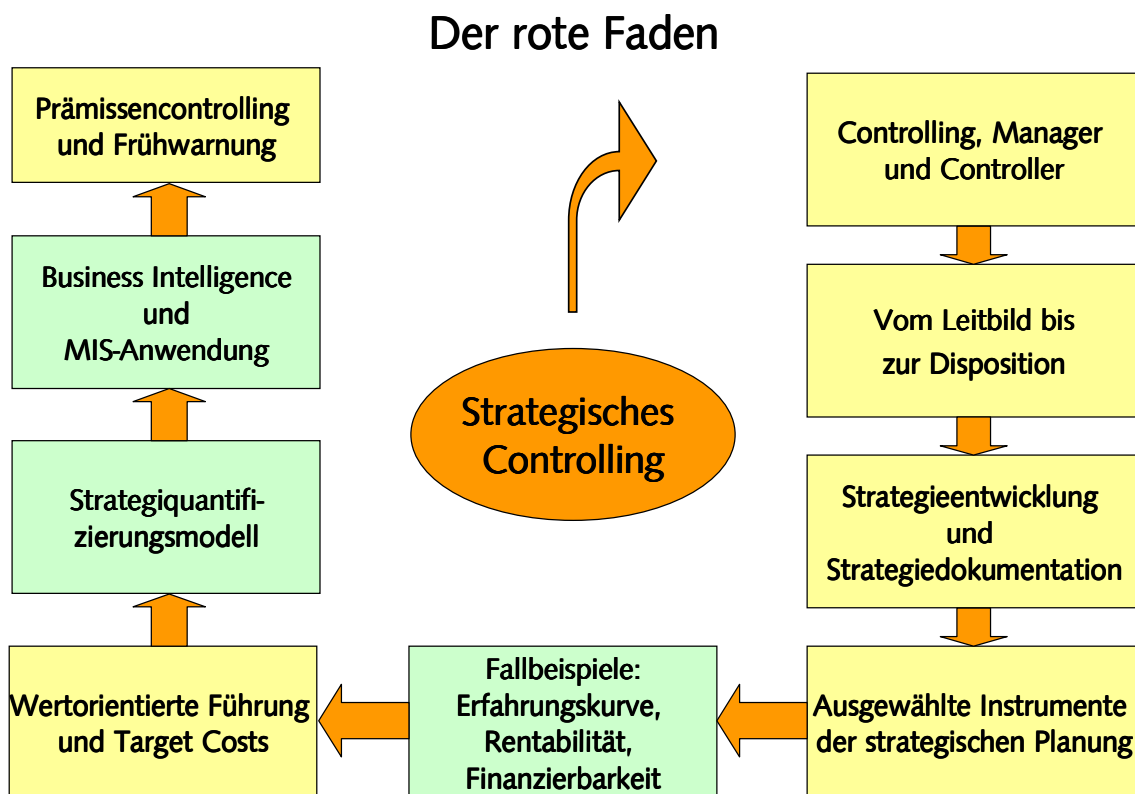 Der rote Faden
Controlling, Manager
und Controller
Vom Leitbild bis
zur Disposition
Strategieentwicklung
und
Strategiedokumentation
Ausgewählte Instrumente
der strategischen Planung
Fallbeispiele:
Erfahrungskurve,
Rentabilität,
Finanzierbarkeit
Wertorientierte Führung
und Target Costs
Strategiquantifi-
zierungsmodell
Business Intelligence
und
MIS-Anwendung
Prämissencontrolling
und Frühwarnung
Strategisches
Controlling